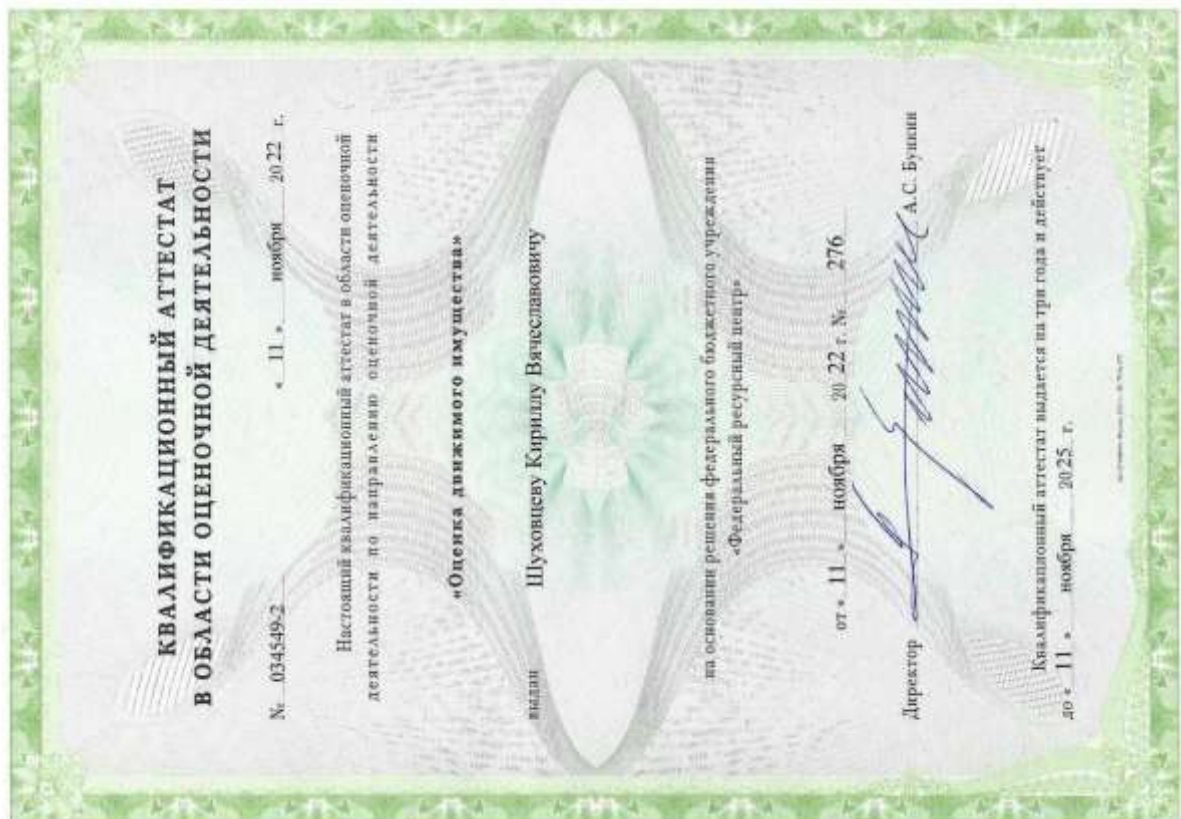 КВАЛИФИКАЦИОННЫЙ АТТЕСТАТ
В ОБЛАСТИ ОЦЕНОЧНОЙ ДЕЯТЕЛЬНОСТИ
№ 034549-2 « 11 » ноября 20 22 г.
Настоящий квалификационный аттестат в области оценочной
деятельности по направлению оценочной деятельности
«Оценка движимого имущества»
выдан Шуховцеву Кириллу Вячеславовичу
на основании решения федерального бюджетного учреждения
«Федеральный ресурсный центр»
от « 11 » ноября 20 22 г. № 276
Директор А.С. Бункин
Квалификационный аттестат выдается на три года и действует
до « 11 » ноября 20 25 г.